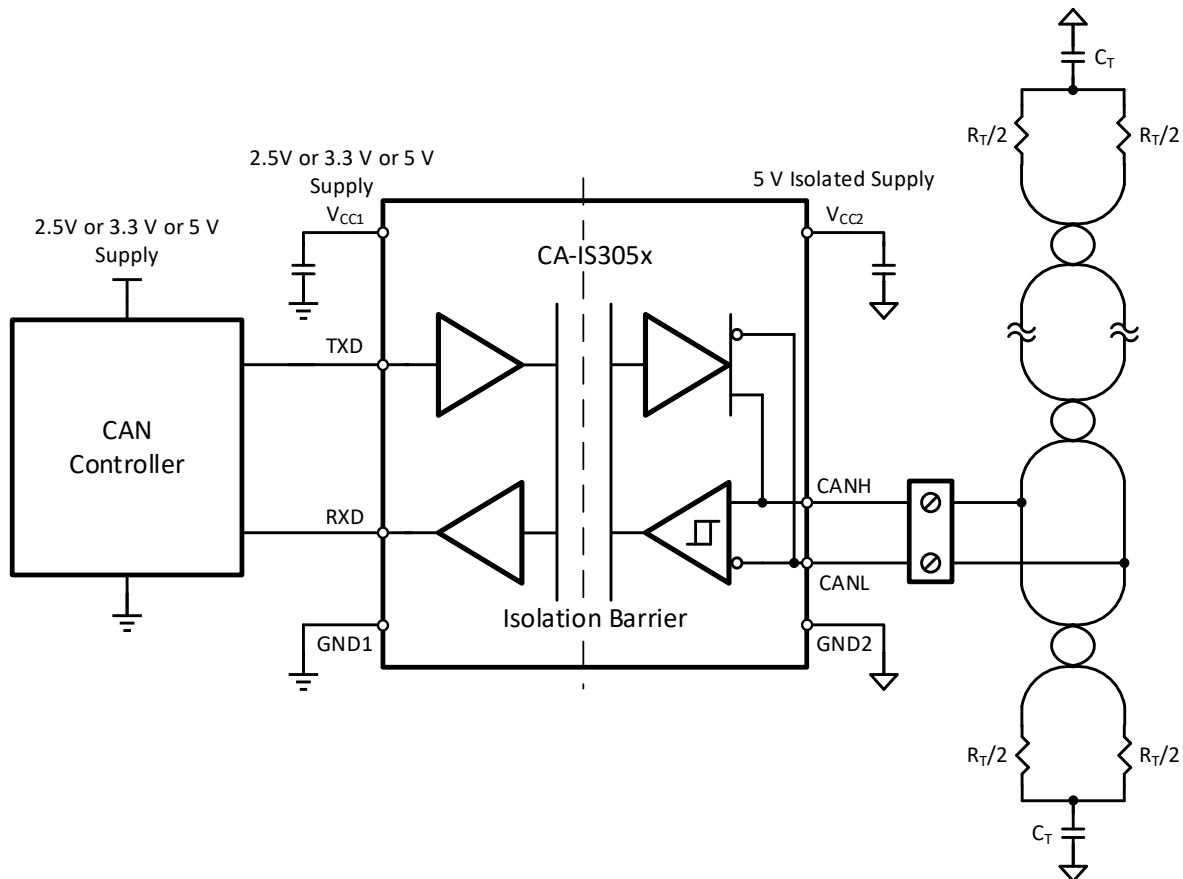 C_T
R_T/2
R_T/2
2.5V or 3.3 V or 5 V
Supply
V_CC1
5 V Isolated Supply
V_CC2
2.5V or 3.3 V or 5 V
Supply
CA-IS305x
TXD
CAN
Controller
RXD
CANH
CANL
Isolation Barrier
GND1
GND2
R_T/2
R_T/2
C_T